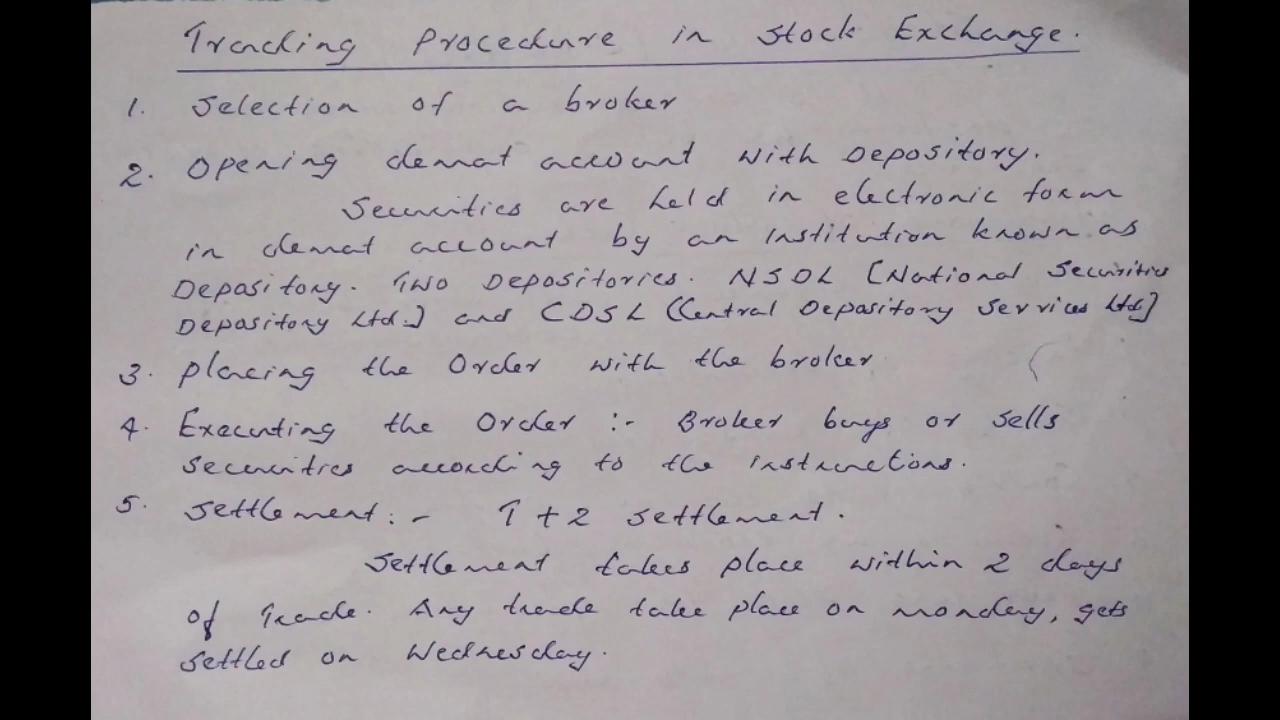 Trading Procedure in Stock Exchange.
1. Selection of a broker
2. Opening demat account with Depository.
Securities are held in electronic form
in demat account by an institution known as
Depository. Two Depositories. NSDL [National Securities
Depository Ltd.] and CDSL [Central Depository Services Ltd]
3. Placing the Order with the broker
4. Executing the Order :- Broker buys or sells
securities according to the instructions.
5. Settlement :- T+2 settlement.
Settlement takes place within 2 days
of Trade. Any trade take place on monday, gets
settled on Wednesday.